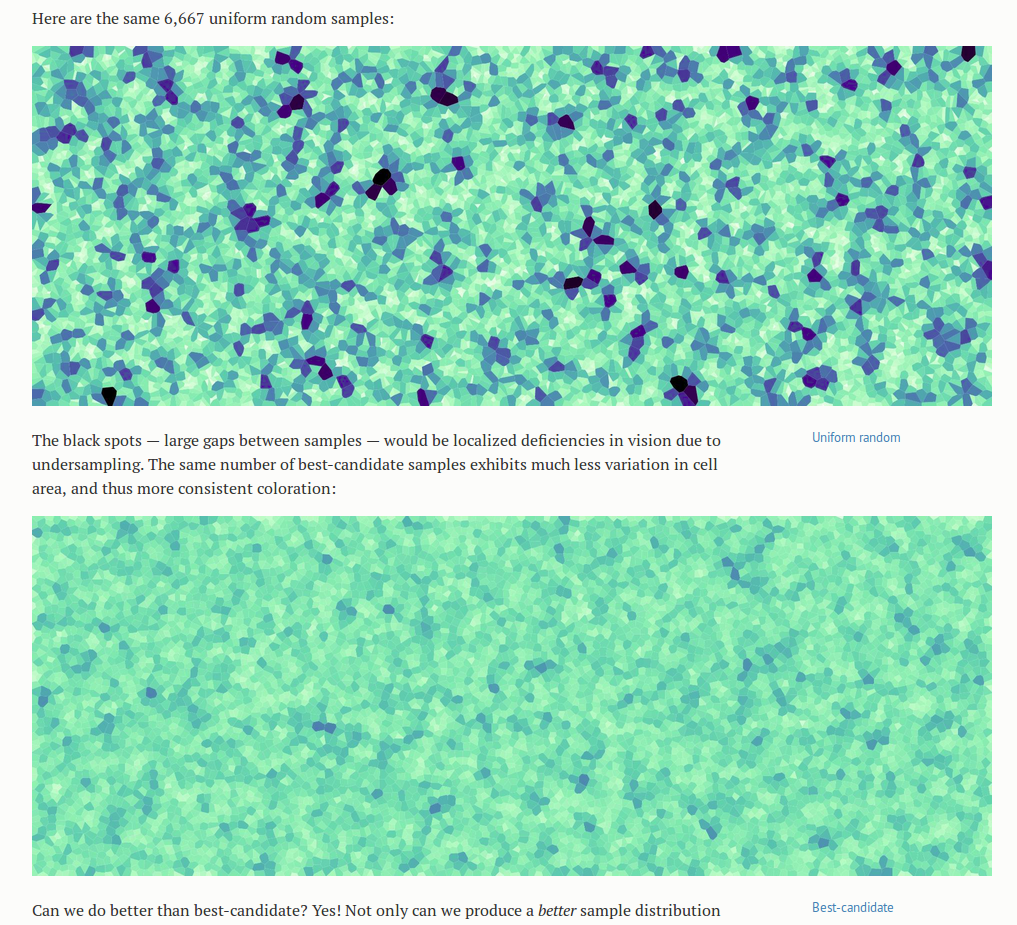 Here are the same 6,667 uniform random samples:
The black spots — large gaps between samples — would be localized deficiencies in vision due to
undersampling. The same number of best-candidate samples exhibits much less variation in cell
area, and thus more consistent coloration:
Uniform random
Can we do better than best-candidate? Yes! Not only can we produce a better sample distribution
Best-candidate